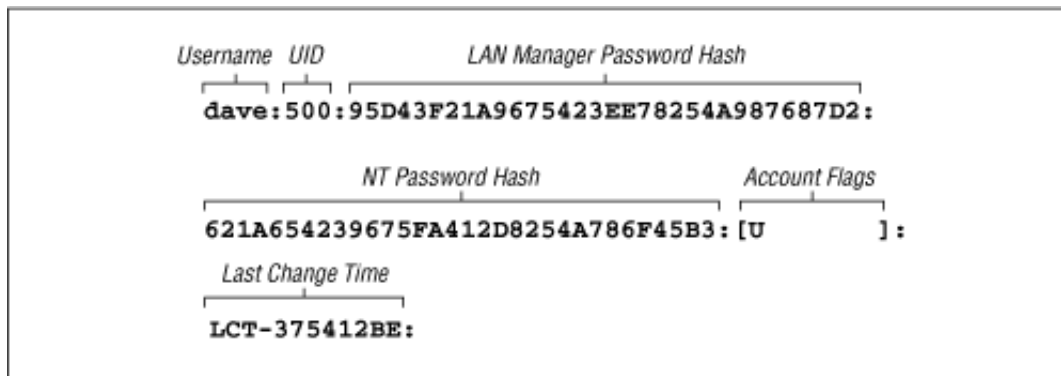 Username UID LAN Manager Password Hash
dave:500:95D43F21A9675423EE78254A987687D2:
NT Password Hash Account Flags
621A654239675FA412D8254A786F45B3:[U ]:
Last Change Time
LCT-375412BE: